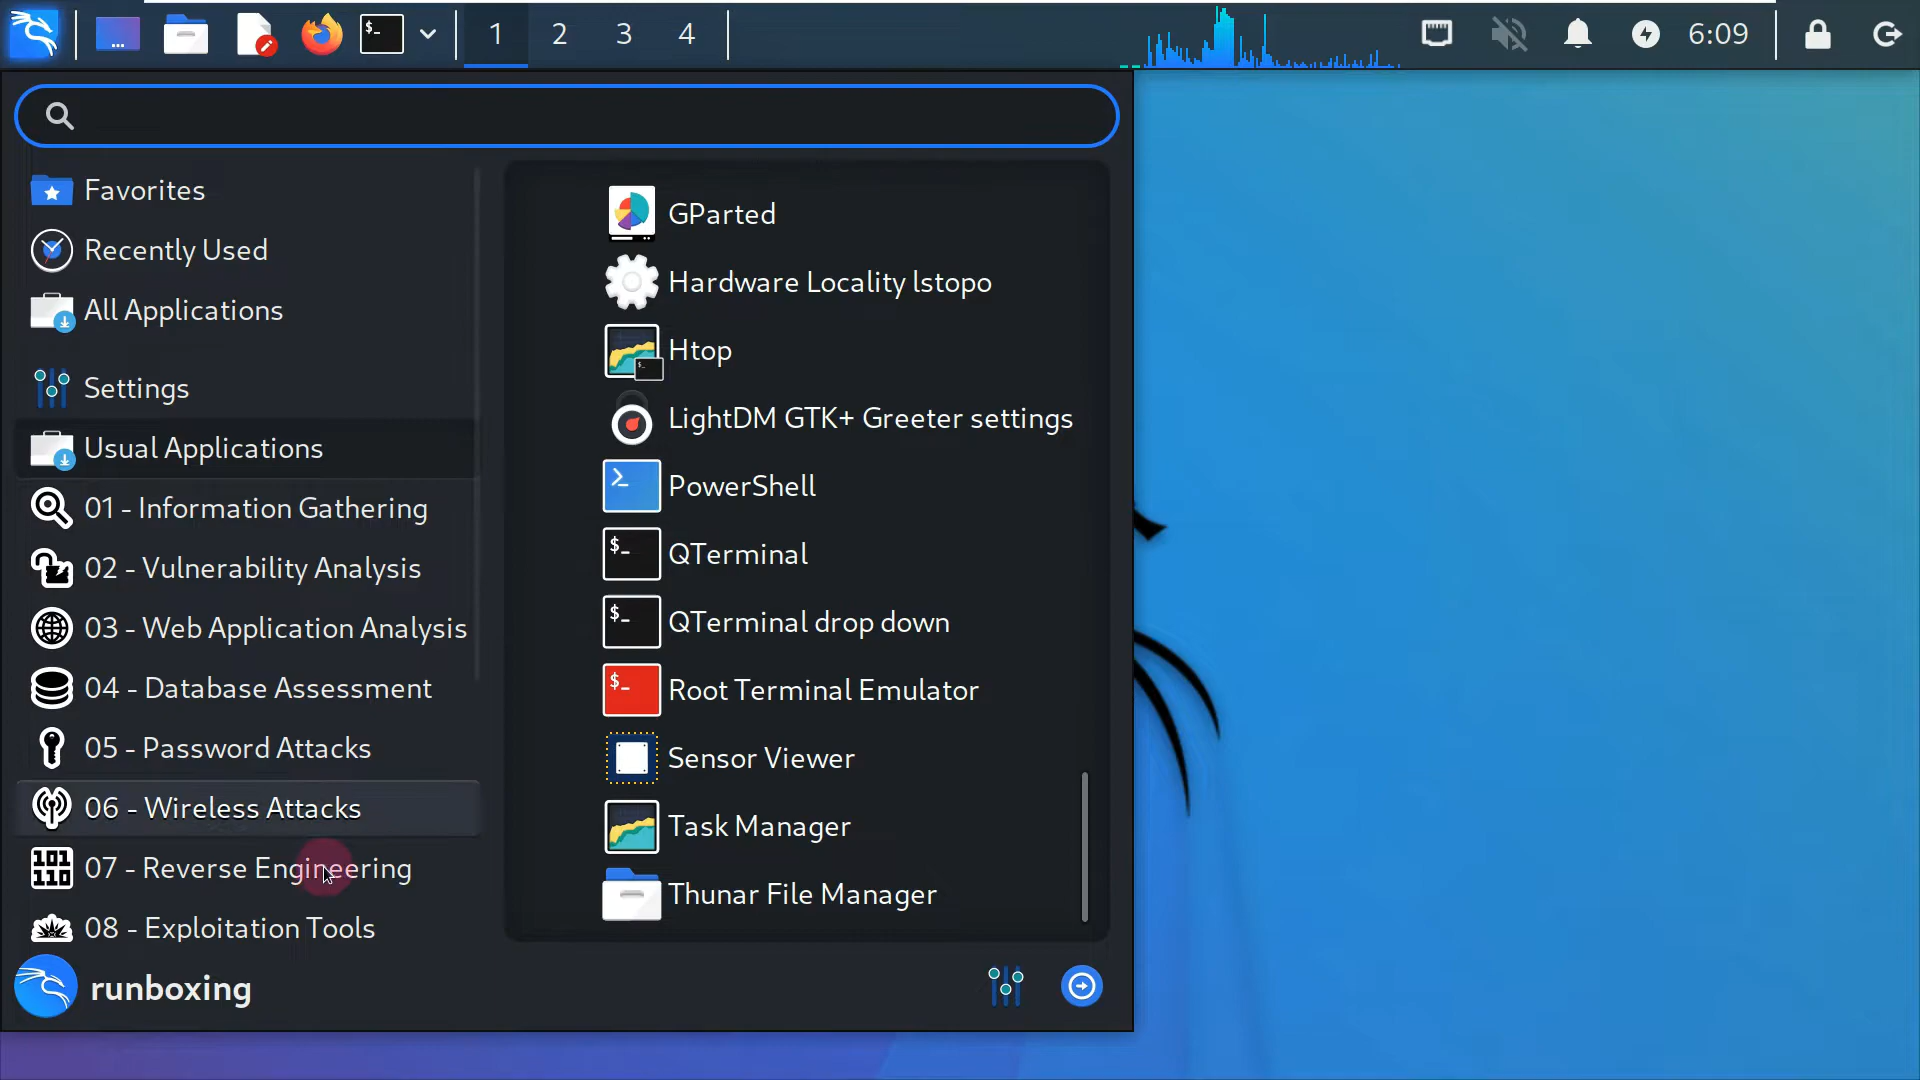 1 2 3 4 6:09
Favorites
Recently Used
All Applications
Settings
Usual Applications
01 - Information Gathering
02 - Vulnerability Analysis
03 - Web Application Analysis
04 - Database Assessment
05 - Password Attacks
06 - Wireless Attacks
07 - Reverse Engineering
08 - Exploitation Tools
GParted
Hardware Locality lstopo
Htop
LightDM GTK+ Greeter settings
PowerShell
QTerminal
QTerminal drop down
Root Terminal Emulator
Sensor Viewer
Task Manager
Thunar File Manager
runboxing